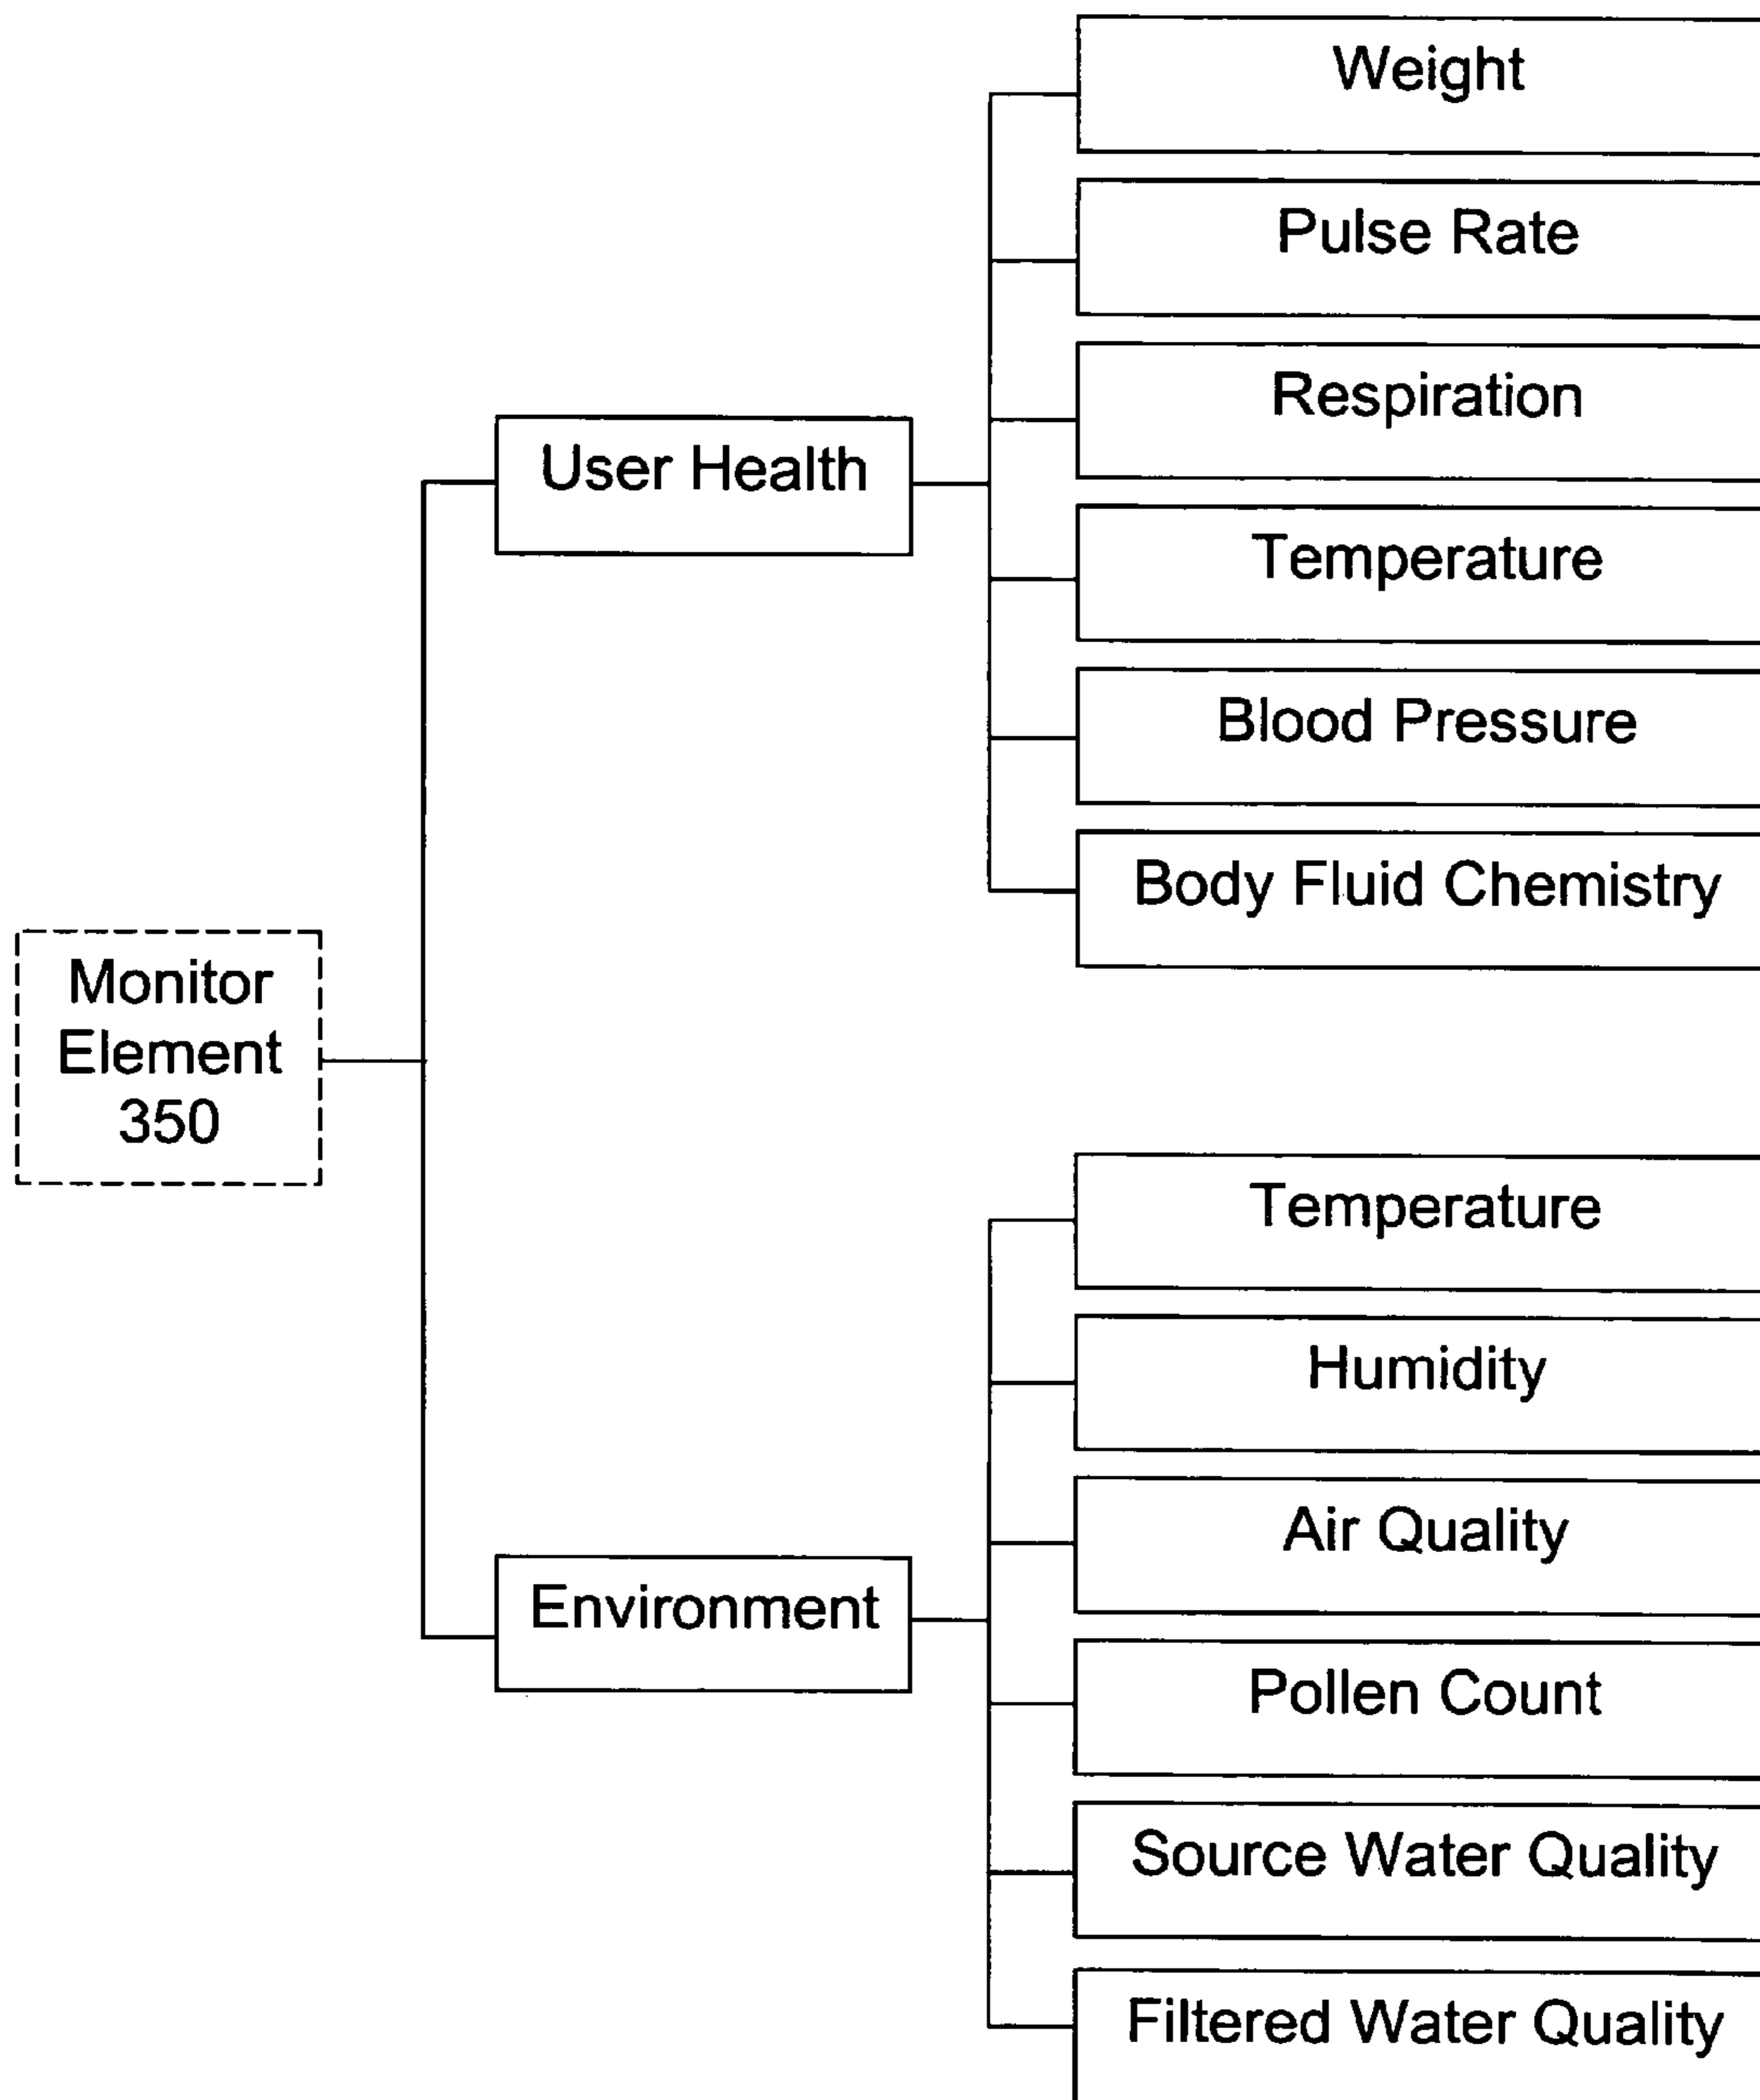 Weight
Pulse Rate
Respiration
User Health
Temperature
Blood Pressure
Body Fluid Chemistry
Monitor
Element
350
Temperature
Humidity
Air Quality
Environment
Pollen Count
Source Water Quality
Filtered Water Quality